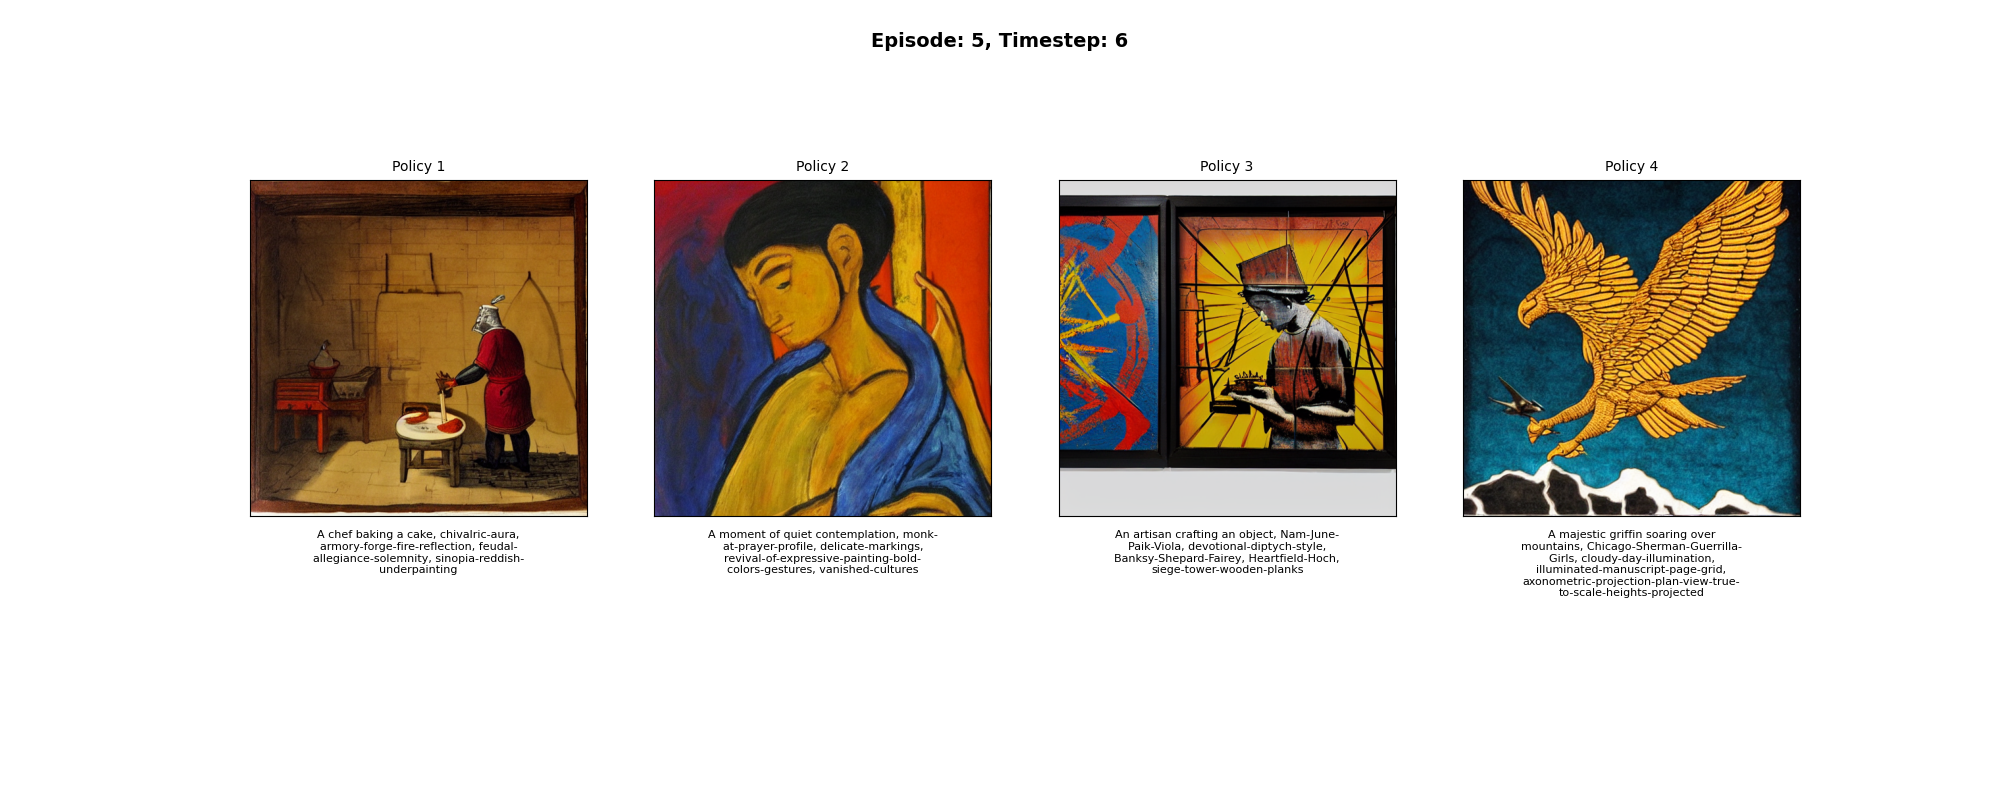 Episode: 5, Timestep: 6
Policy 1
Policy 2
Policy 3
Policy 4
A chef baking a cake, chivalric-aura,
armory-forge-fire-reflection, feudal-
allegiance-solemnity, sinopia-reddish-
underpainting
A moment of quiet contemplation, monk-
at-prayer-profile, delicate-markings,
revival-of-expressive-painting-bold-
colors-gestures, vanished-cultures
An artisan crafting an object, Nam-June-
Paik-Viola, devotional-diptych-style,
Banksy-Shepard-Fairey, Heartfield-Hoch,
siege-tower-wooden-planks
A majestic griffin soaring over
mountains, Chicago-Sherman-Guerrilla-
Girls, cloudy-day-illumination,
illuminated-manuscript-page-grid,
axonometric-projection-plan-view-true-
to-scale-heights-projected